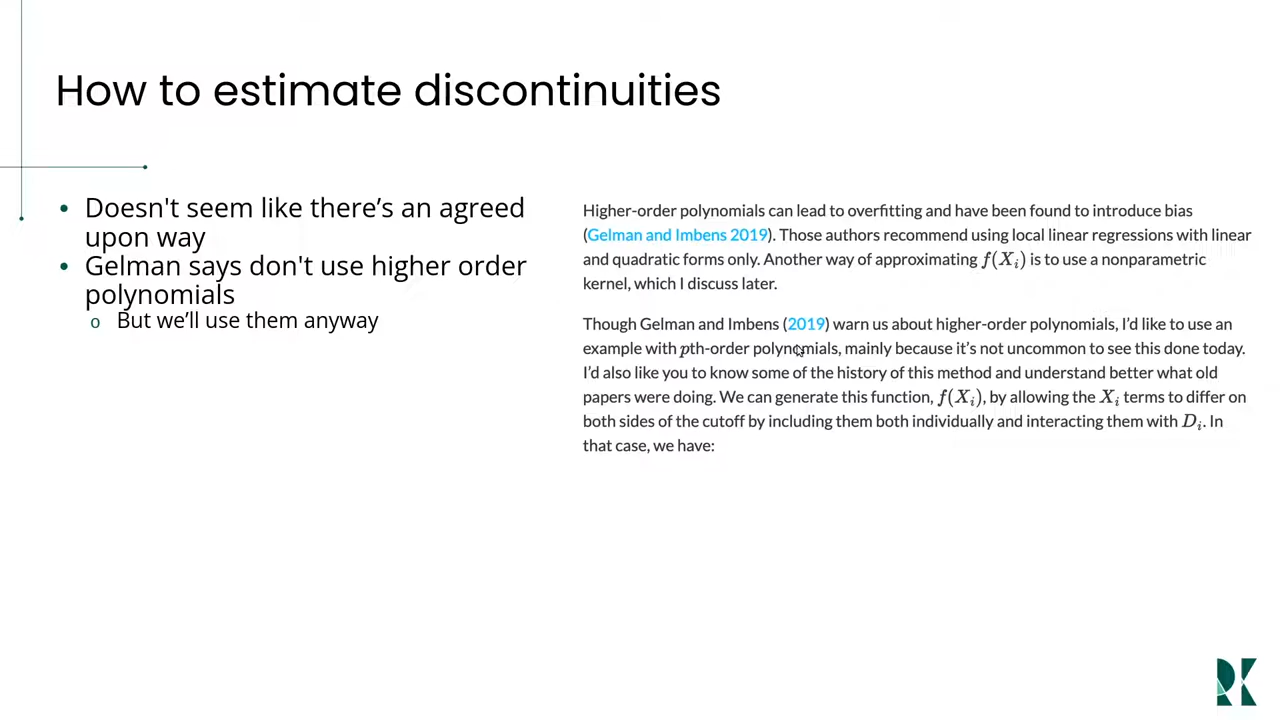 How to estimate discontinuities
• Doesn't seem like there’s an agreed
upon way
• Gelman says don't use higher order
polynomials
o But we’ll use them anyway
Higher-order polynomials can lead to overfitting and have been found to introduce bias
(Gelman and Imbens 2019). Those authors recommend using local linear regressions with linear
and quadratic forms only. Another way of approximating f(Xᵢ) is to use a nonparametric
kernel, which I discuss later.
Though Gelman and Imbens (2019) warn us about higher-order polynomials, I’d like to use an
example with pth-order polynomials, mainly because it’s not uncommon to see this done today.
I’d also like you to know some of the history of this method and understand better what old
papers were doing. We can generate this function, f(Xᵢ), by allowing the Xᵢ terms to differ on
both sides of the cutoff by including them both individually and interacting them with Dᵢ. In
that case, we have:
RK